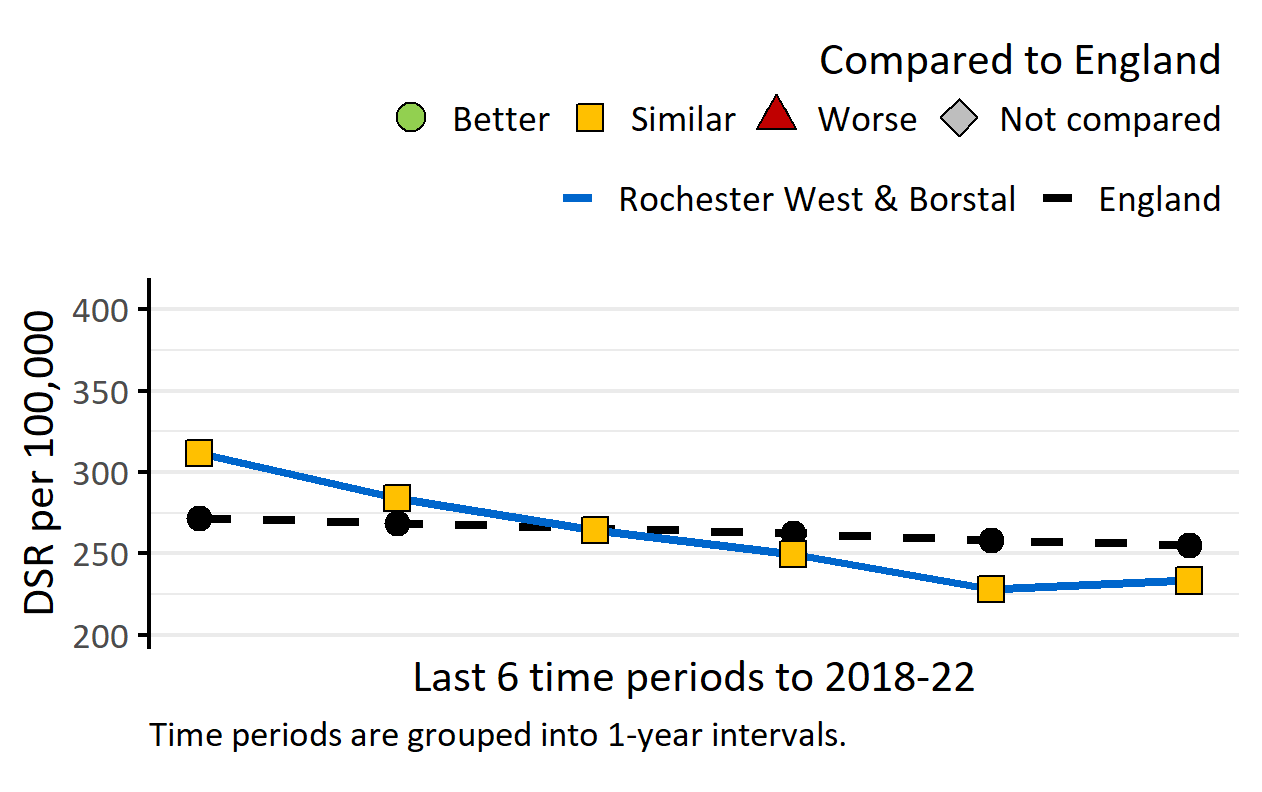 Compared to England
Better Similar Worse Not compared
Rochester West & Borstal England
DSR per 100,000
400
350
300
250
200
Last 6 time periods to 2018-22
Time periods are grouped into 1-year intervals.